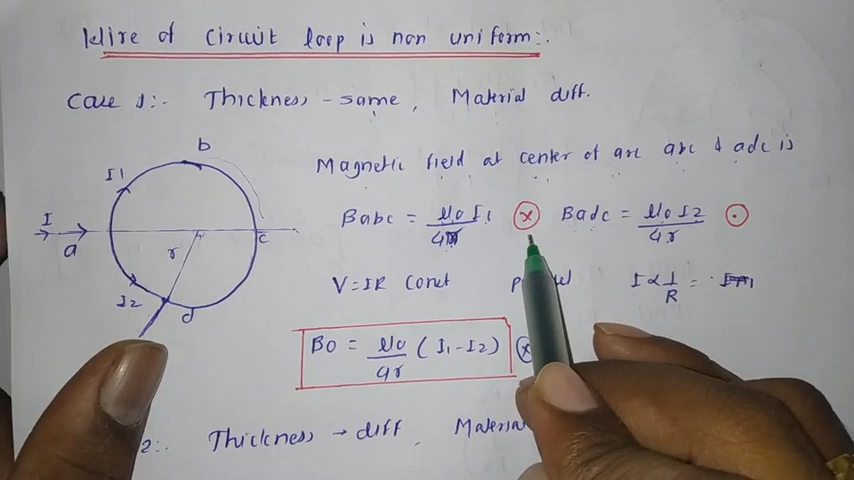 Wire of circuit loop is non uniform:.
Case 1:. Thickness - same, Material diff.
Magnetic field at center of arc abc & adc is
b
I1
I
a
r
c
I2
d
Babc = μ0 I1 / 4r ⊗ Badc = μ0 I2 / 4r ⊙
V = IR Const I ∝ 1/R =
B0 = μ0 / 4r (I1 - I2) ⊗
2:. Thickness → diff, Material